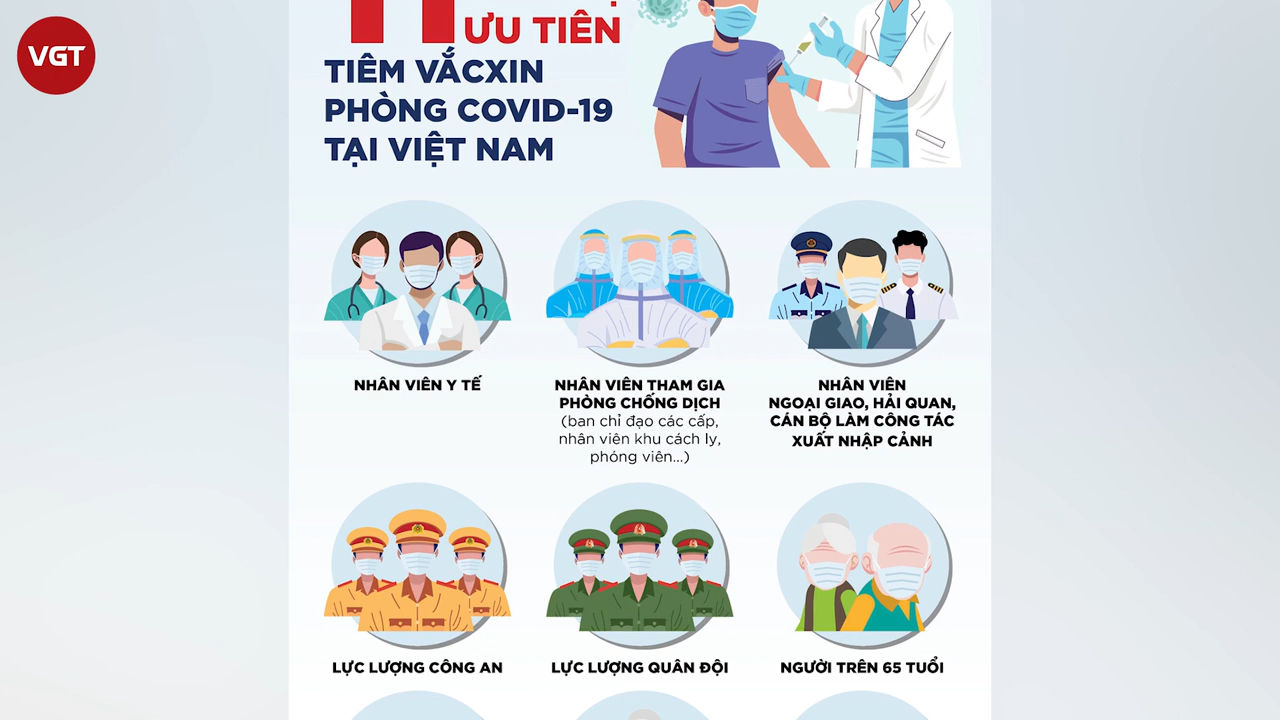 VGT
ƯU TIÊN
TIÊM VẮCXIN
PHÒNG COVID-19
TẠI VIỆT NAM
NHÂN VIÊN Y TẾ
NHÂN VIÊN THAM GIA
PHÒNG CHỐNG DỊCH
(ban chỉ đạo các cấp,
nhân viên khu cách ly,
phóng viên...)
NHÂN VIÊN
NGOẠI GIAO, HẢI QUAN,
CÁN BỘ LÀM CÔNG TÁC
XUẤT NHẬP CẢNH
LỰC LƯỢNG CÔNG AN
LỰC LƯỢNG QUÂN ĐỘI
NGƯỜI TRÊN 65 TUỔI